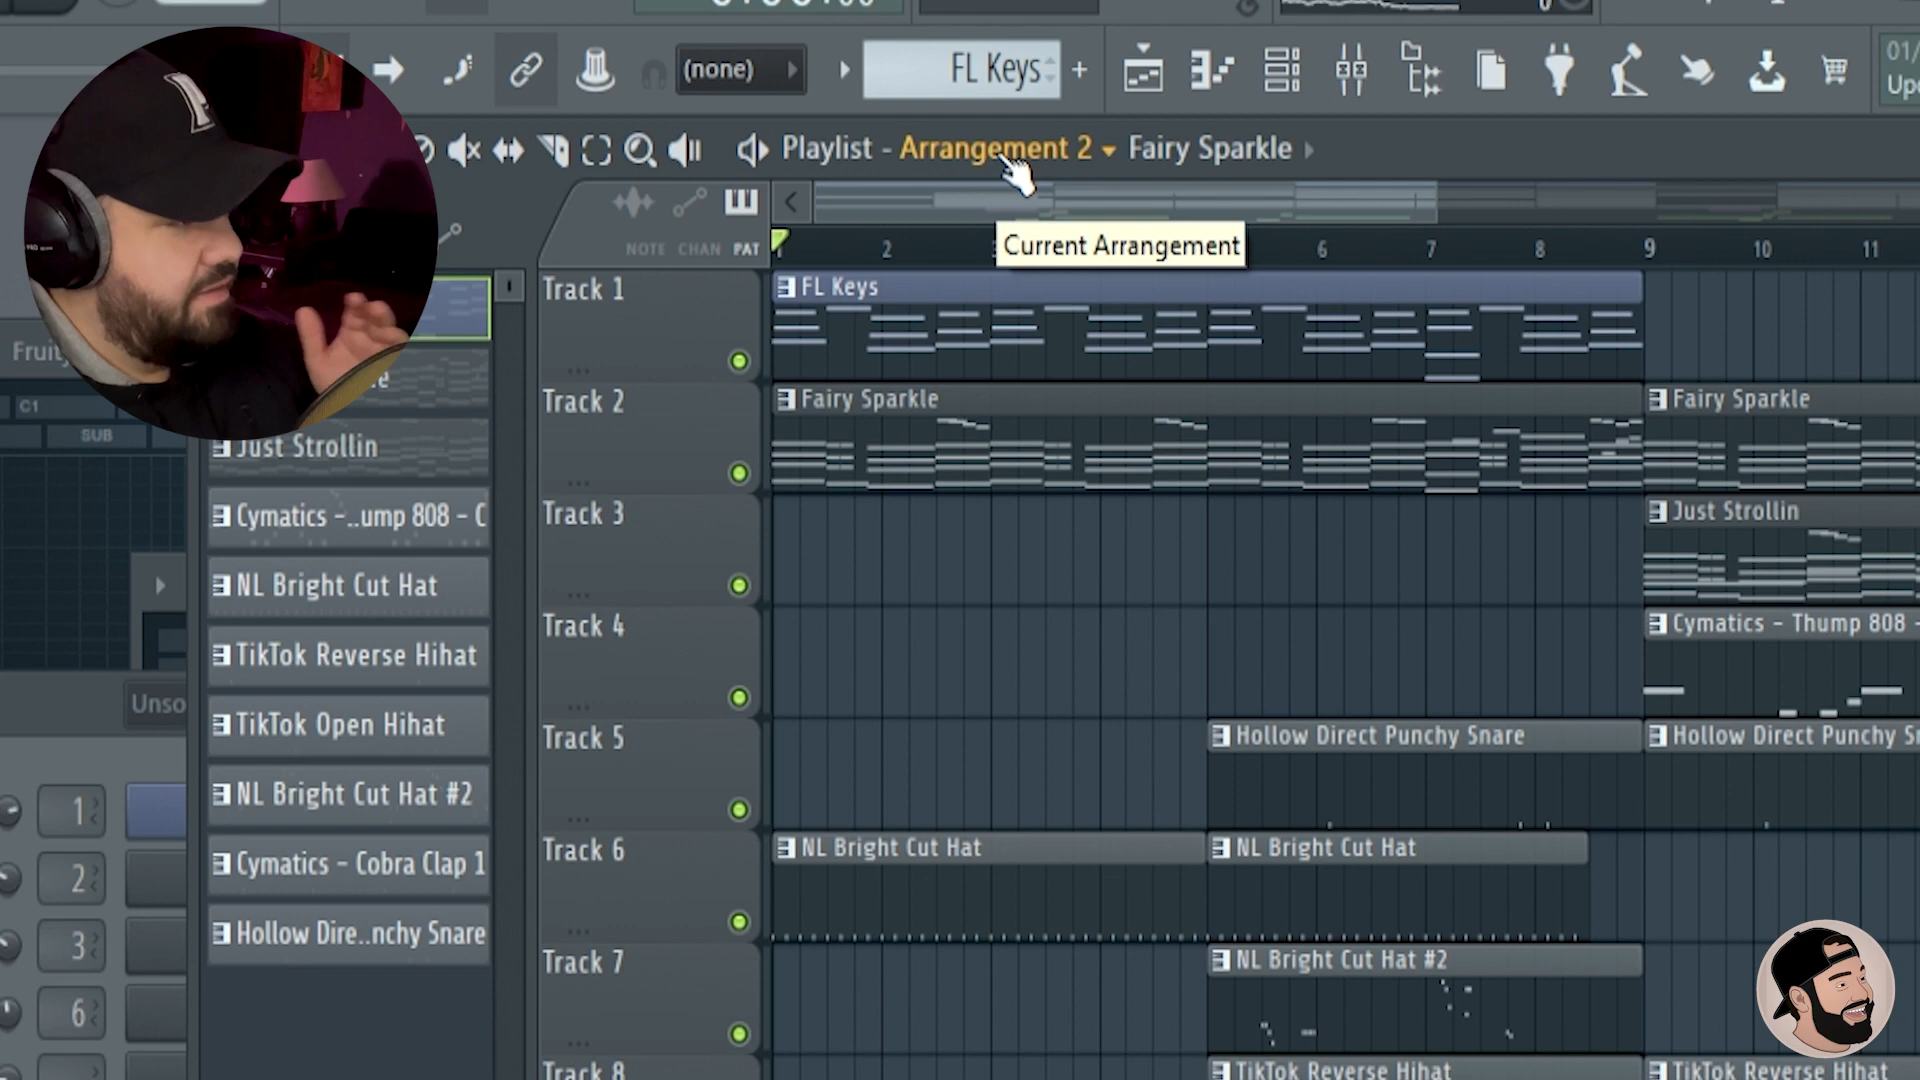 (none)
FL Keys
+
01/
Upd
Playlist - Arrangement 2
Fairy Sparkle
NOTE CHAN PAT
2
6
7
8
9
10
11
Current Arrangement
Track 1
FL Keys
Track 2
Fairy Sparkle
Fairy Sparkle
Track 3
Just Strollin
Track 4
Cymatics - Thump 808 -
Track 5
Hollow Direct Punchy Snare
Hollow Direct Punchy Sn
Track 6
NL Bright Cut Hat
NL Bright Cut Hat
Track 7
NL Bright Cut Hat #2
Track 8
TikTok Reverse Hihat
TikTok Reverse Hihat
Just Strollin
Cymatics -..ump 808 - C
NL Bright Cut Hat
TikTok Reverse Hihat
TikTok Open Hihat
NL Bright Cut Hat #2
Cymatics - Cobra Clap 1
Hollow Dire..nchy Snare
Fruit
C1
SUB
Unso
1
2
3
6